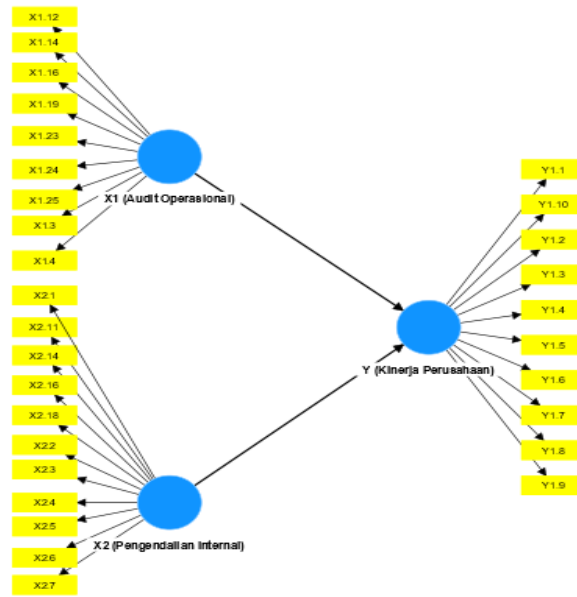 X1.12
X1.14
X1.16
X1.19
X1.23
X1.24
X1.25
X1.3
X1.4
X1 (Audit Operasional)
X2.1
X2.11
X2.14
X2.16
X2.18
X2.2
X2.3
X2.4
X2.5
X2.6
X2.7
X2 (Pengendalian Internal)
Y1.1
Y1.10
Y1.2
Y1.3
Y1.4
Y1.5
Y1.6
Y1.7
Y1.8
Y1.9
Y (Kinerja Perusahaan)